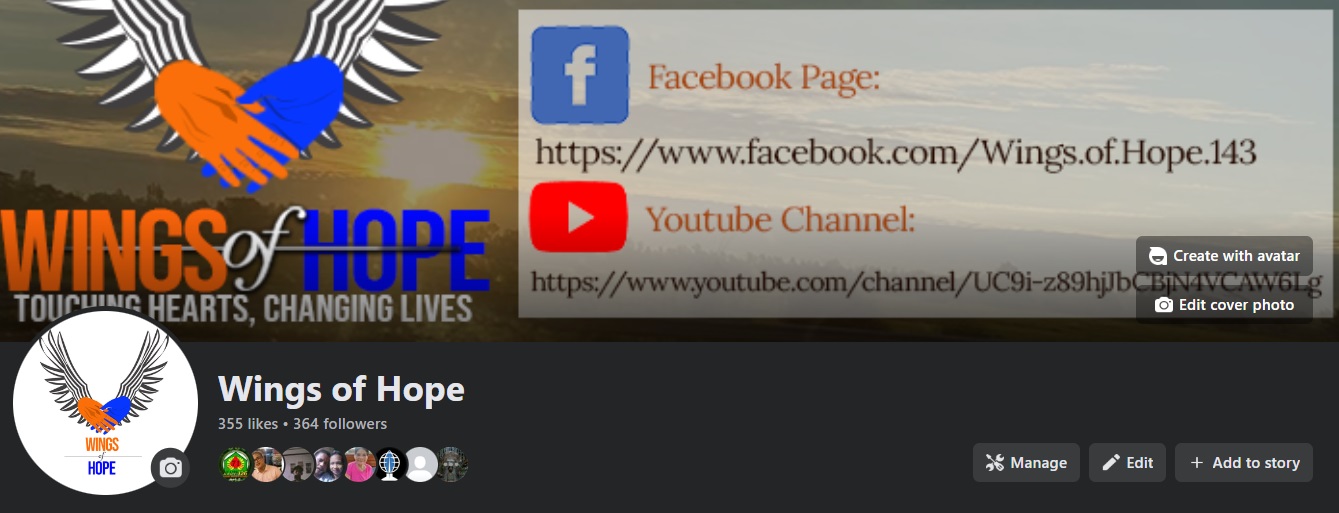 Facebook Page:
https://www.facebook.com/Wings.of.Hope.143
Youtube Channel:
https://www.youtube.com/channel/UC9i-z89hjJbCBjN4VCAW6Lg
WINGS of HOPE
TOUCHING HEARTS, CHANGING LIVES
Create with avatar
Edit cover photo
WINGS
of
HOPE
Wings of Hope
355 likes • 364 followers
Manage
Edit
+ Add to story